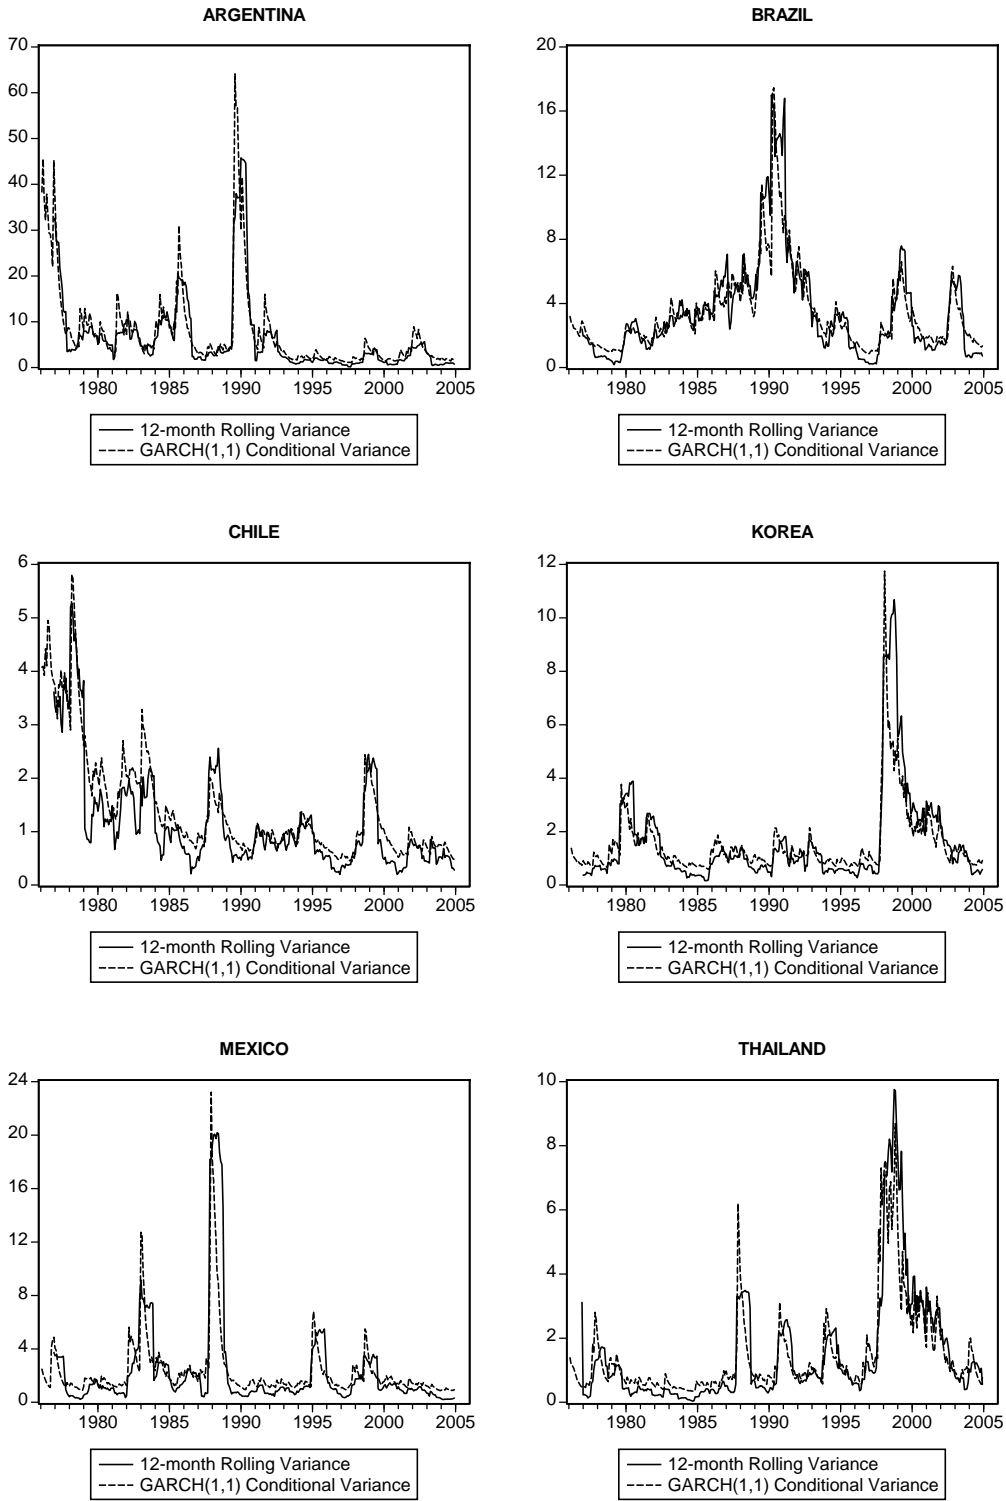 ARGENTINA
70
60
50
40
30
20
10
0
1980 1985 1990 1995 2000 2005
12-month Rolling Variance
GARCH(1,1) Conditional Variance
BRAZIL
20
16
12
8
4
0
1980 1985 1990 1995 2000 2005
12-month Rolling Variance
GARCH(1,1) Conditional Variance
CHILE
6
5
4
3
2
1
0
1980 1985 1990 1995 2000 2005
12-month Rolling Variance
GARCH(1,1) Conditional Variance
KOREA
12
10
8
6
4
2
0
1980 1985 1990 1995 2000 2005
12-month Rolling Variance
GARCH(1,1) Conditional Variance
MEXICO
24
20
16
12
8
4
0
1980 1985 1990 1995 2000 2005
12-month Rolling Variance
GARCH(1,1) Conditional Variance
THAILAND
10
8
6
4
2
0
1980 1985 1990 1995 2000 2005
12-month Rolling Variance
GARCH(1,1) Conditional Variance